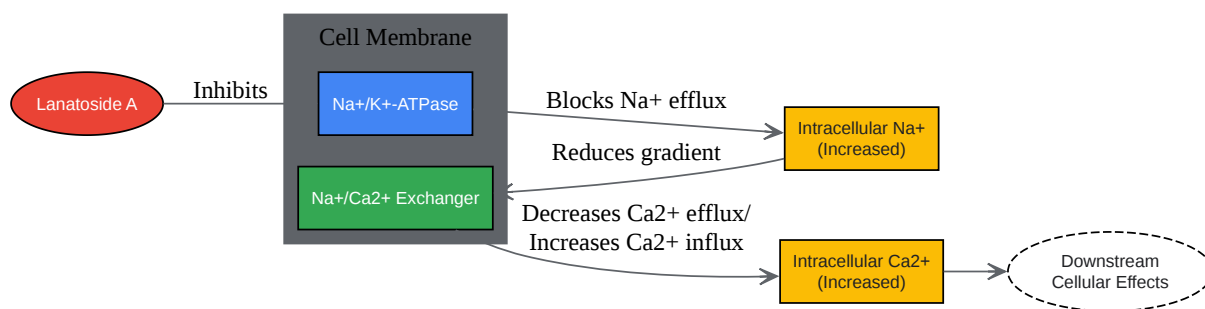 Cell Membrane
Lanatoside A
Inhibits
Na+/K+-ATPase
Blocks Na+ efflux
Intracellular Na+
(Increased)
Reduces gradient
Na+/Ca2+ Exchanger
Decreases Ca2+ efflux/
Increases Ca2+ influx
Intracellular Ca2+
(Increased)
Downstream
Cellular Effects